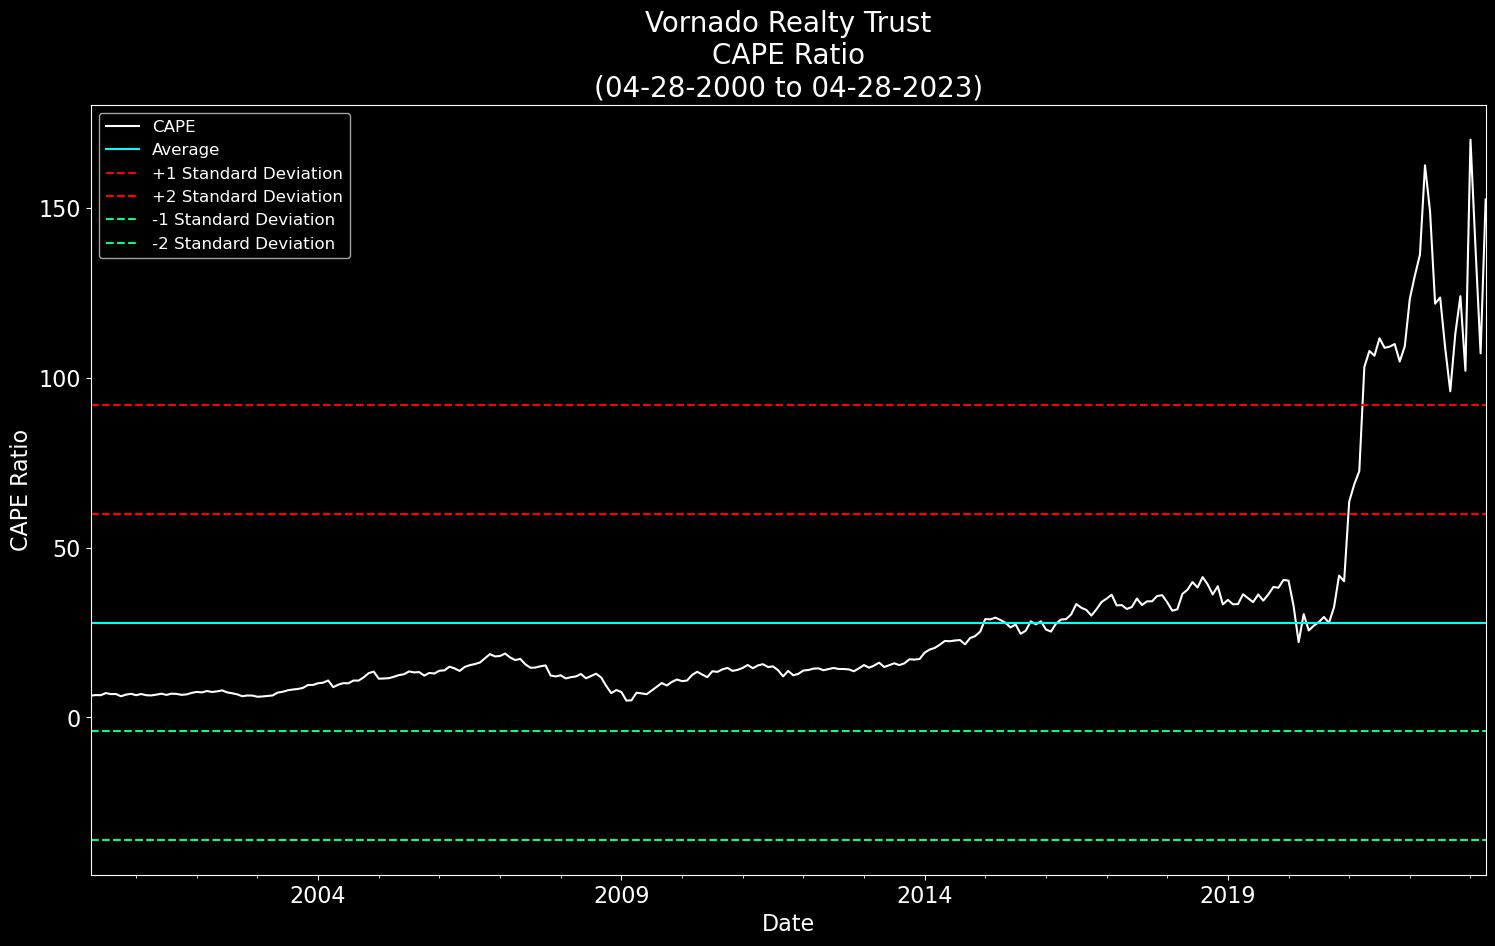 Vornado Realty Trust
CAPE Ratio
(04-28-2000 to 04-28-2023)
CAPE
Average
+1 Standard Deviation
+2 Standard Deviation
-1 Standard Deviation
-2 Standard Deviation
150
100
50
0
CAPE Ratio
2004
2009
2014
2019
Date